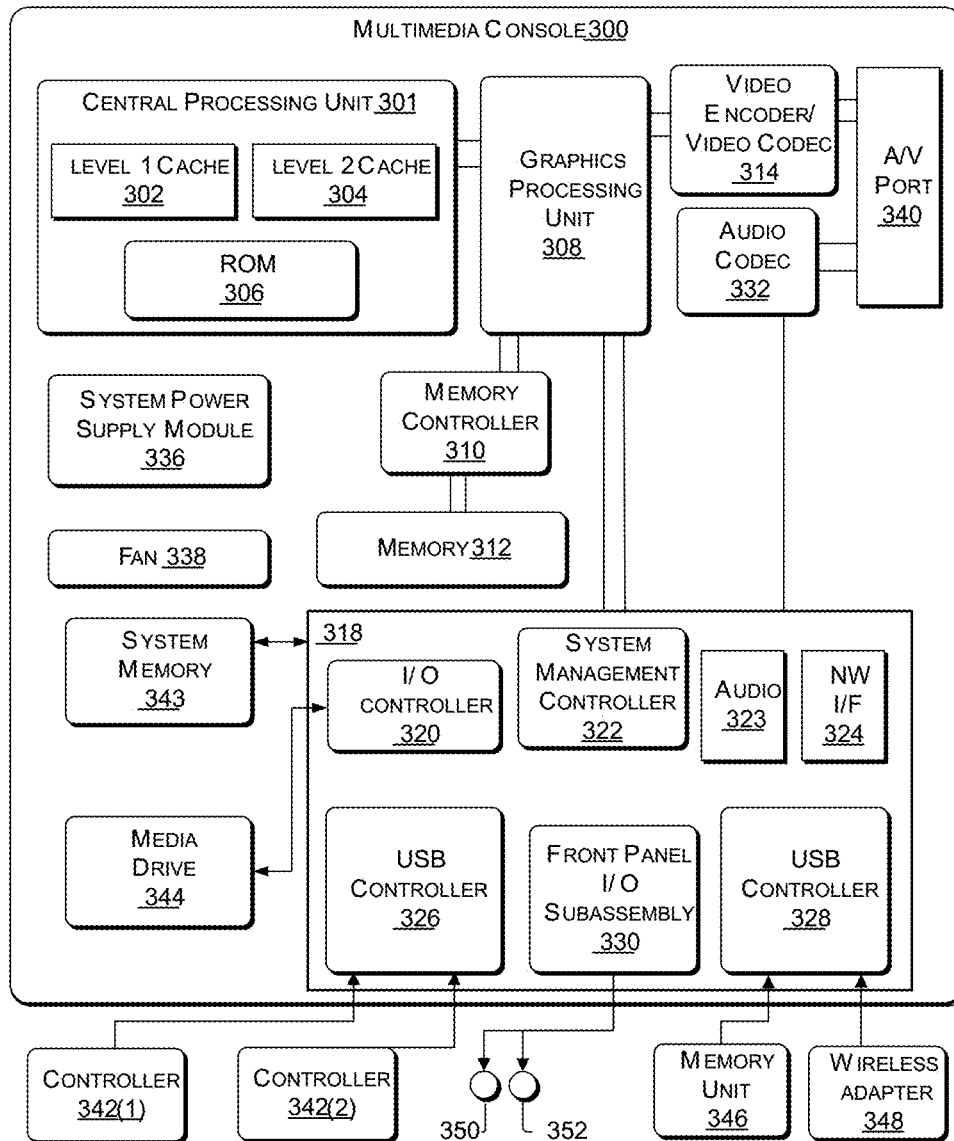 MULTIMEDIA CONSOLE 300
CENTRAL PROCESSING UNIT 301
LEVEL 1 CACHE
302
LEVEL 2 CACHE
304
ROM
306
GRAPHICS
PROCESSING
UNIT
308
VIDEO
ENCODER/
VIDEO CODEC
314
A/V
PORT
340
AUDIO
CODEC
332
SYSTEM POWER
SUPPLY MODULE
336
MEMORY
CONTROLLER
310
MEMORY 312
FAN 338
SYSTEM
MEMORY
343
318
I/O
CONTROLLER
320
SYSTEM
MANAGEMENT
CONTROLLER
322
AUDIO
323
NW
I/F
324
MEDIA
DRIVE
344
USB
CONTROLLER
326
FRONT PANEL
I/O
SUBASSEMBLY
330
USB
CONTROLLER
328
CONTROLLER
342(1)
CONTROLLER
342(2)
350
352
MEMORY
UNIT
346
WIRELESS
ADAPTER
348